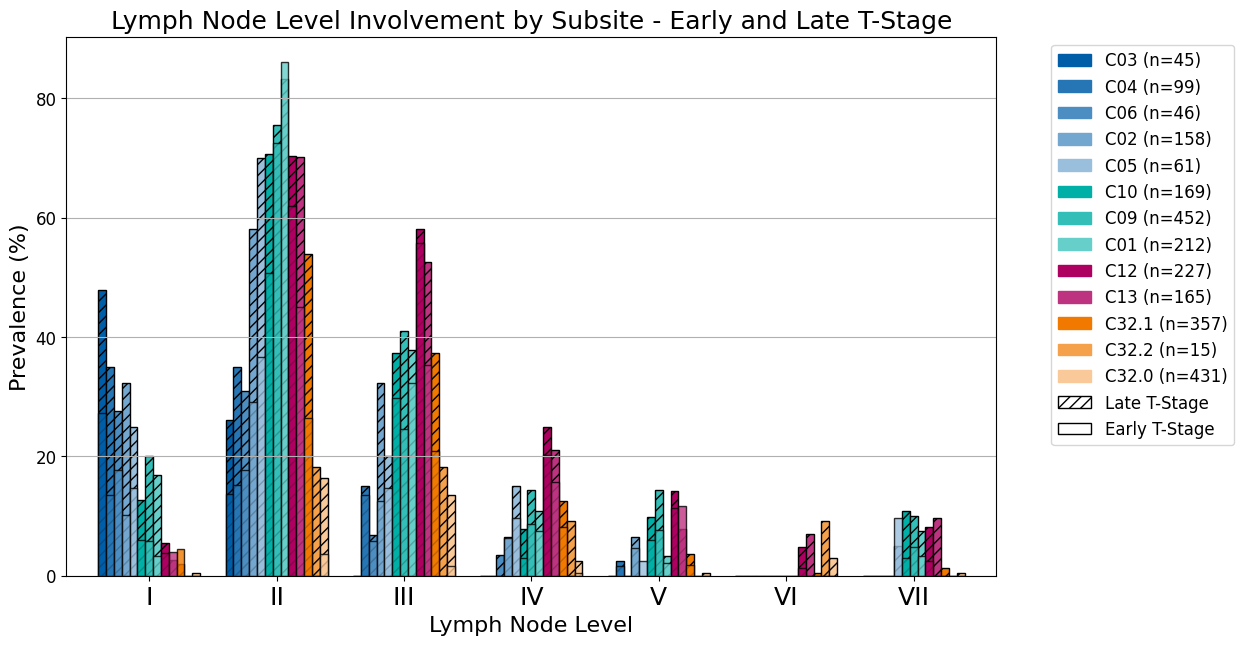 Lymph Node Level Involvement by Subsite - Early and Late T-Stage
Prevalence (%)
80
60
40
20
0
I II III IV V VI VII
Lymph Node Level
C03 (n=45)
C04 (n=99)
C06 (n=46)
C02 (n=158)
C05 (n=61)
C10 (n=169)
C09 (n=452)
C01 (n=212)
C12 (n=227)
C13 (n=165)
C32.1 (n=357)
C32.2 (n=15)
C32.0 (n=431)
Late T-Stage
Early T-Stage